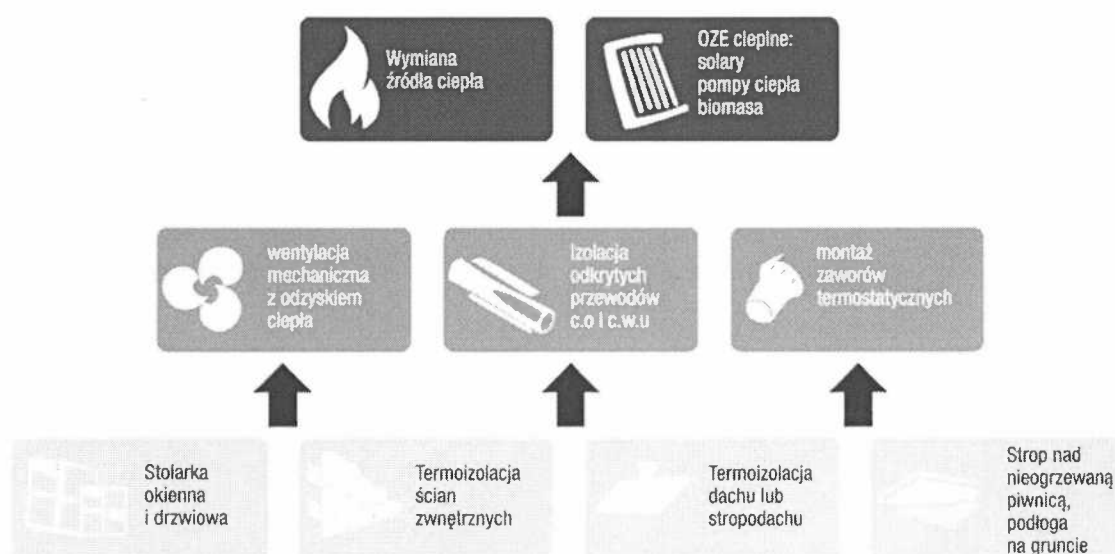 Wymiana
źródła ciepła
OZE cieplne:
solary
pompy ciepła
biomasa
wentylacja
mechaniczna
z odzyskiem
ciepła
Izolacja
odkrytych
przewodów
c.o i c.w.u
montaż
zaworów
termostatycznych
Stolarka
okienna
i drzwiowa
Termoizolacja
ścian
zwnętrznych
Termoizolacja
dachu lub
stropodachu
Strop nad
nieogrzewaną
piwnicą,
podłoga
na gruncie